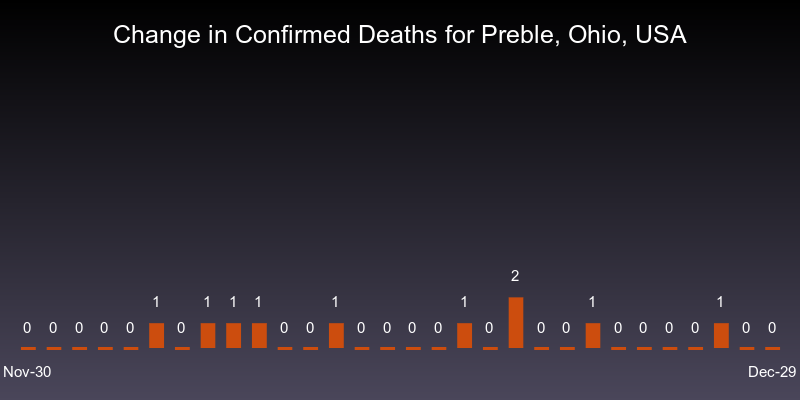 Change in Confirmed Deaths for Preble, Ohio, USA
2
1 1 1 1 1 1 1 1
0 0 0 0 0 0 0 0 0 0 0 0 0 0 0 0 0 0 0 0 0
Nov-30 Dec-29